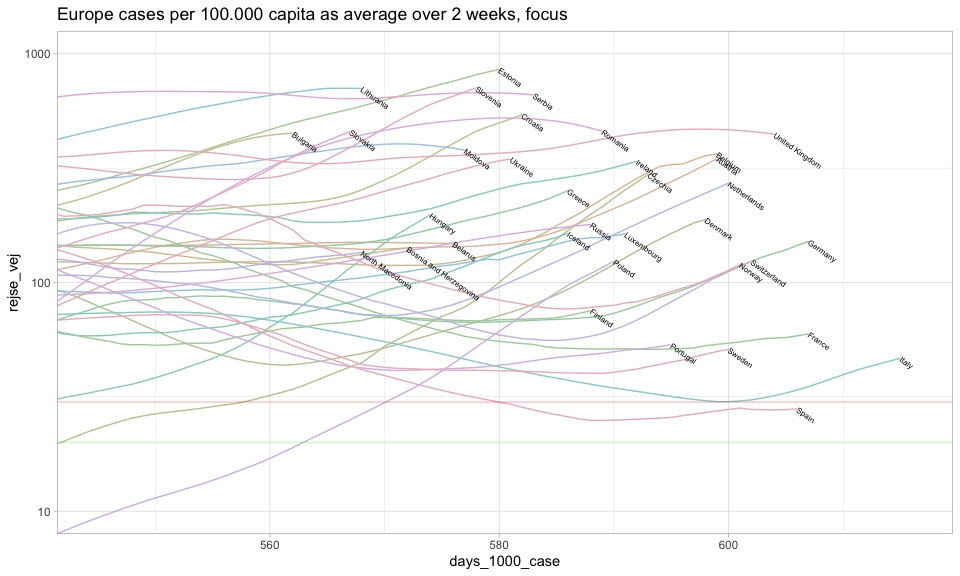 Europe cases per 100.000 capita as average over 2 weeks, focus
1000
Estonia
Lithuania
Slovenia
Serbia
Croatia
Bulgaria
Slovakia
Romania
United Kingdom
Moldova
Ukraine
Ireland
Belgium
Czechia
Netherlands
Greece
Hungary
Russia
Denmark
Iceland
Luxembourg
Germany
Belarus
Bosnia and Herzegovina
North Macedonia
Poland
Norway
Switzerland
100
rejse_vej
Finland
Portugal
Sweden
France
Italy
Spain
10
560
580
600
days_1000_case